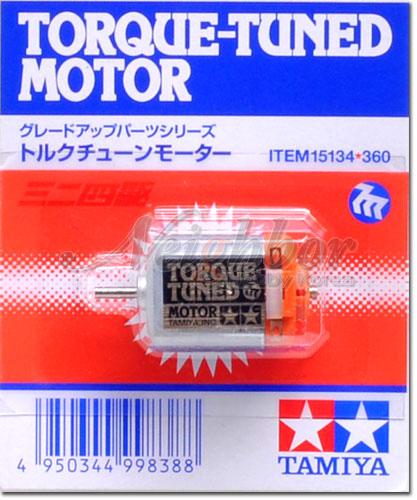 TORQUE-TUNED
MOTOR
グレードアップパーツシリーズ
トルクチューンモーター
ITEM15134★360
ミニ四駆
Neighbor
TORQUE-
TUNED
MOTOR
TAMIYA,INC.
4 950344 998388
TAMIYA